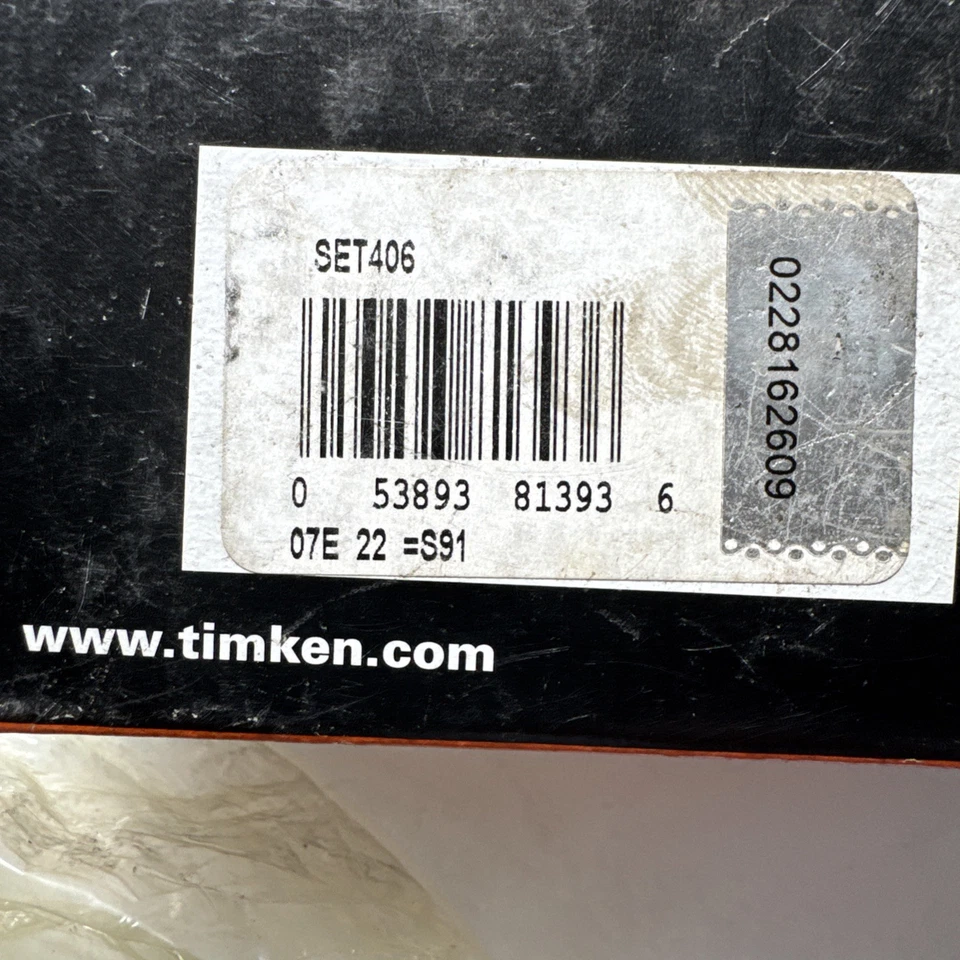 SET406
0 53893 81393 6
07E 22 =S91
0228162609
www.timken.com